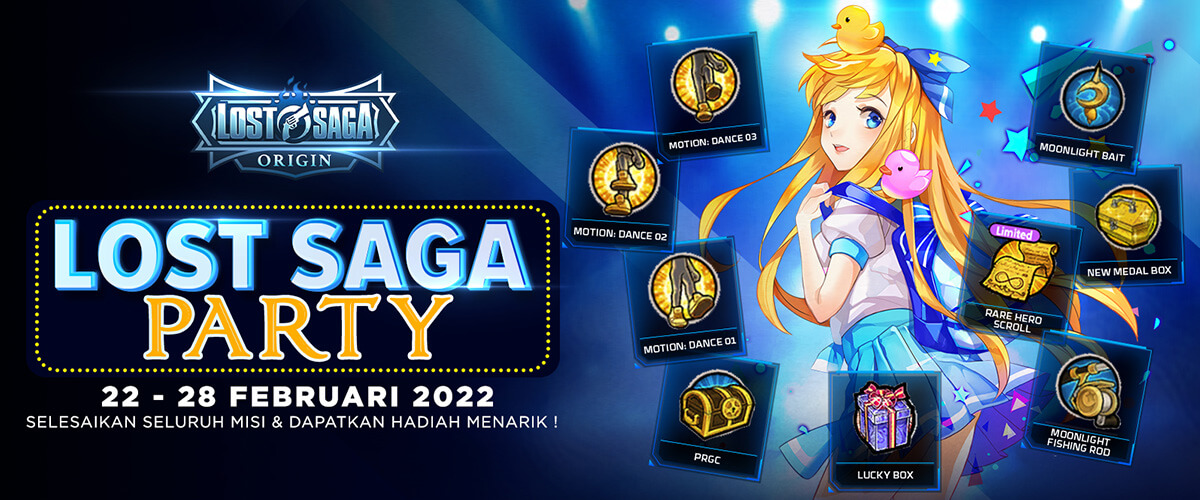 LOST SAGA
ORIGIN
LOST SAGA
PARTY
22 - 28 FEBRUARI 2022
SELESAIKAN SELURUH MISI & DAPATKAN HADIAH MENARIK !
MOTION: DANCE 03
MOTION: DANCE 02
MOTION: DANCE 01
PRGC
LUCKY BOX
MOONLIGHT BAIT
NEW MEDAL BOX
Limited
RARE HERO
SCROLL
MOONLIGHT
FISHING ROD